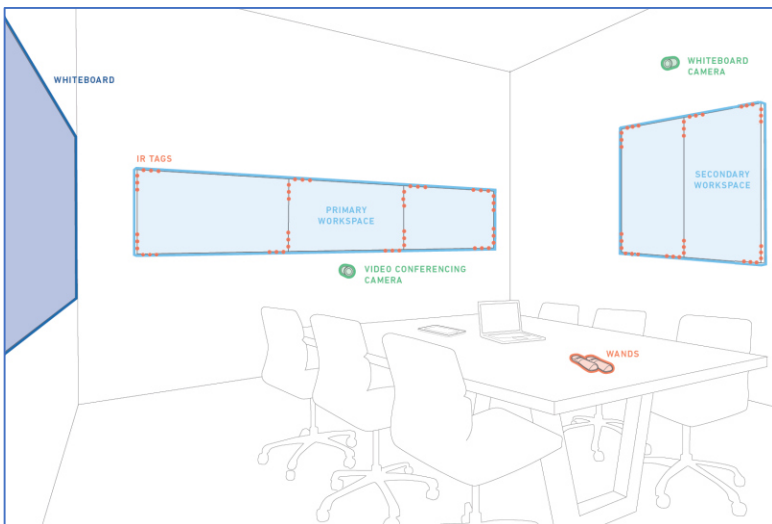 WHITEBOARD
WHITEBOARD
CAMERA
IR TAGS
PRIMARY
WORKSPACE
SECONDARY
WORKSPACE
VIDEO CONFERENCING
CAMERA
WANDS